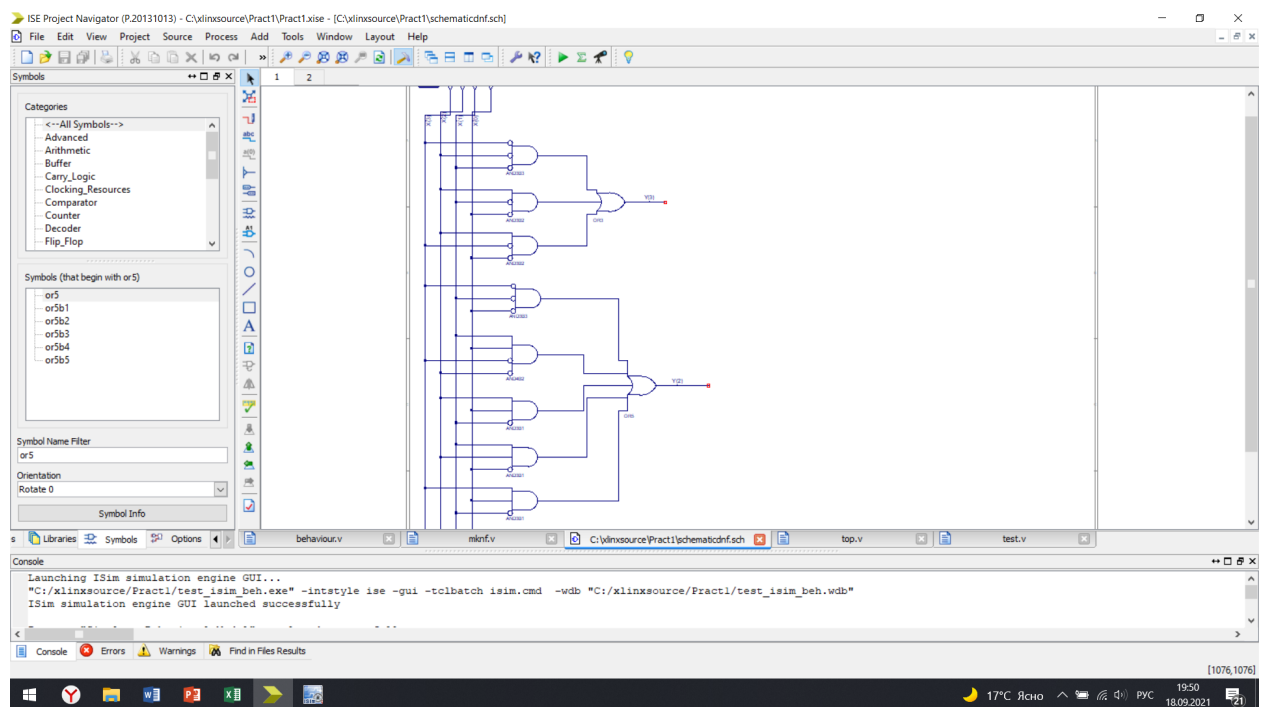 ISE Project Navigator (P.20131013) - C:\xlinxsource\Pract1\Pract1.xise - [C:\xlinxsource\Pract1\schematicdnf.sch]
File Edit View Project Source Process Add Tools Window Layout Help
Symbols
1 2
Categories
<--All Symbols-->
Advanced
Arithmetic
Buffer
Carry_Logic
Clocking_Resources
Comparator
Counter
Decoder
Flip_Flop
Symbols (that begin with or5)
or5
or5b1
or5b2
or5b3
or5b4
or5b5
Symbol Name Filter
or5
Orientation
Rotate 0
Symbol Info
Y(3)
Y(2)
s Libraries Symbols Options
behaviour.v mknf.v C:\xlinxsource\Pract1\schematicdnf.sch top.v test.v
Console
Launching ISim simulation engine GUI...
"C:/xlinxsource/Pract1/test_isim_beh.exe" -intstyle ise -gui -tclbatch isim.cmd -wdb "C:/xlinxsource/Pract1/test_isim_beh.wdb"
ISim simulation engine GUI launched successfully
Console Errors Warnings Find in Files Results
[1076,1076]
17°C Ясно РУС 19:50
18.09.2021
21